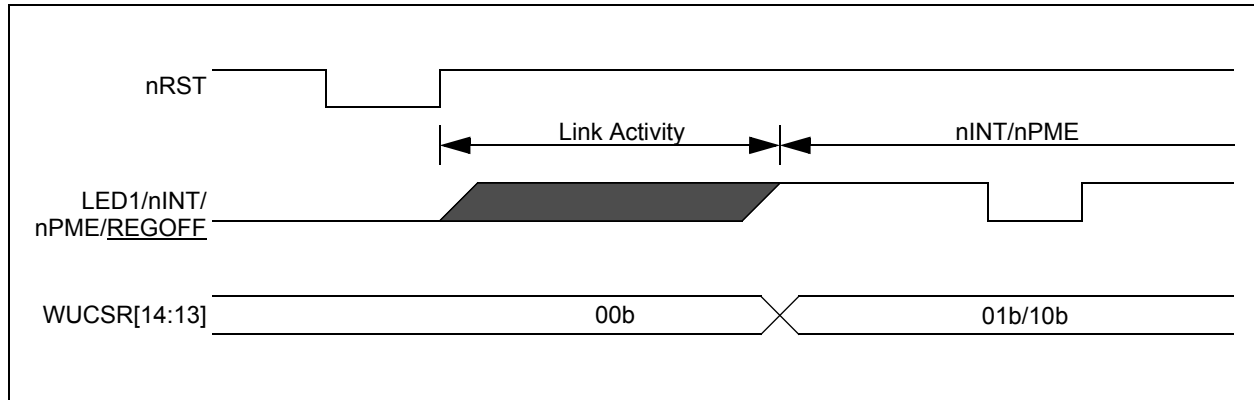 nRST
Link Activity
nINT/nPME
LED1/nINT/
nPME/REGOFF
WUCSR[14:13]
00b
01b/10b